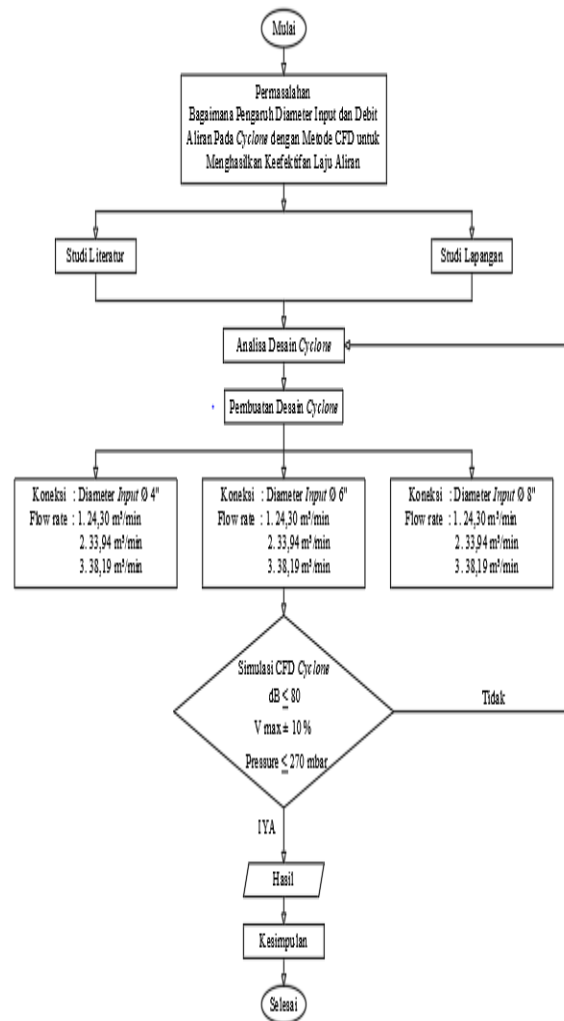 Mulai
Permasalahan
Bagaimana Pengaruh Diameter Input dan Debit
Aliran Pada Cyclone dengan Metode CFD untuk
Menghasilkan Keefektifan Laju Aliran
Studi Literatur
Studi Lapangan
Analisa Desain Cyclone
Pembuatan Desain Cyclone
Koneksi : Diameter Input Ø 4"
Flow rate : 1. 24,30 m³/min
2. 33,94 m³/min
3. 38,19 m³/min
Koneksi : Diameter Input Ø 6"
Flow rate : 1. 24,30 m³/min
2. 33,94 m³/min
3. 38,19 m³/min
Koneksi : Diameter Input Ø 8"
Flow rate : 1. 24,30 m³/min
2. 33,94 m³/min
3. 38,19 m³/min
Simulasi CFD Cyclone
dB ≤ 80
V max ± 10 %
Pressure ≤ 270 mbar
Tidak
IYA
Hasil
Kesimpulan
Selesai